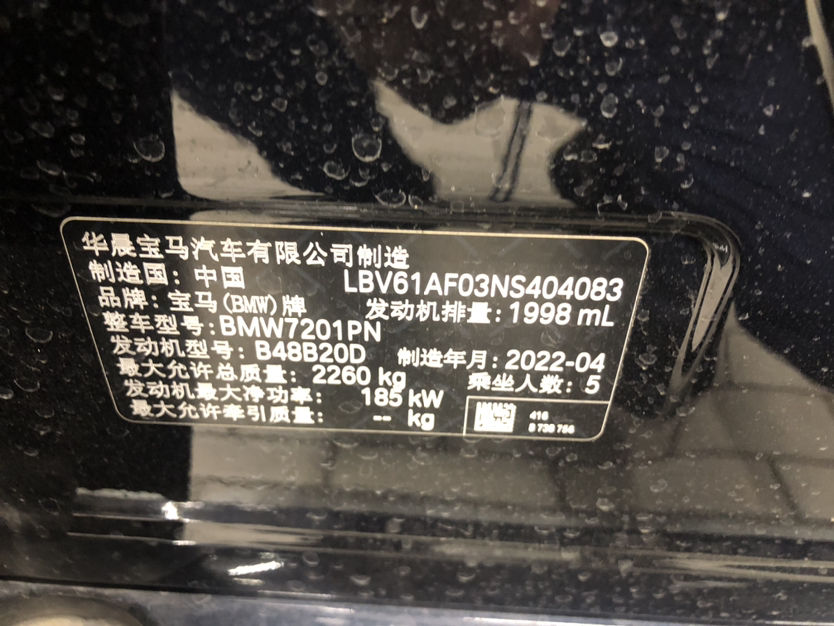 华晨宝马汽车有限公司制造
制造国：中国 LBV61AF03NS404083
品牌：宝马(BMW)牌 发动机排量：1998 mL
整车型号：BMW7201PN
发动机型号：B48B20D 制造年月：2022-04
最大允许总质量：2260 kg 乘坐人数：5
发动机最大净功率：185 kW
最大允许牵引质量：-- kg
416